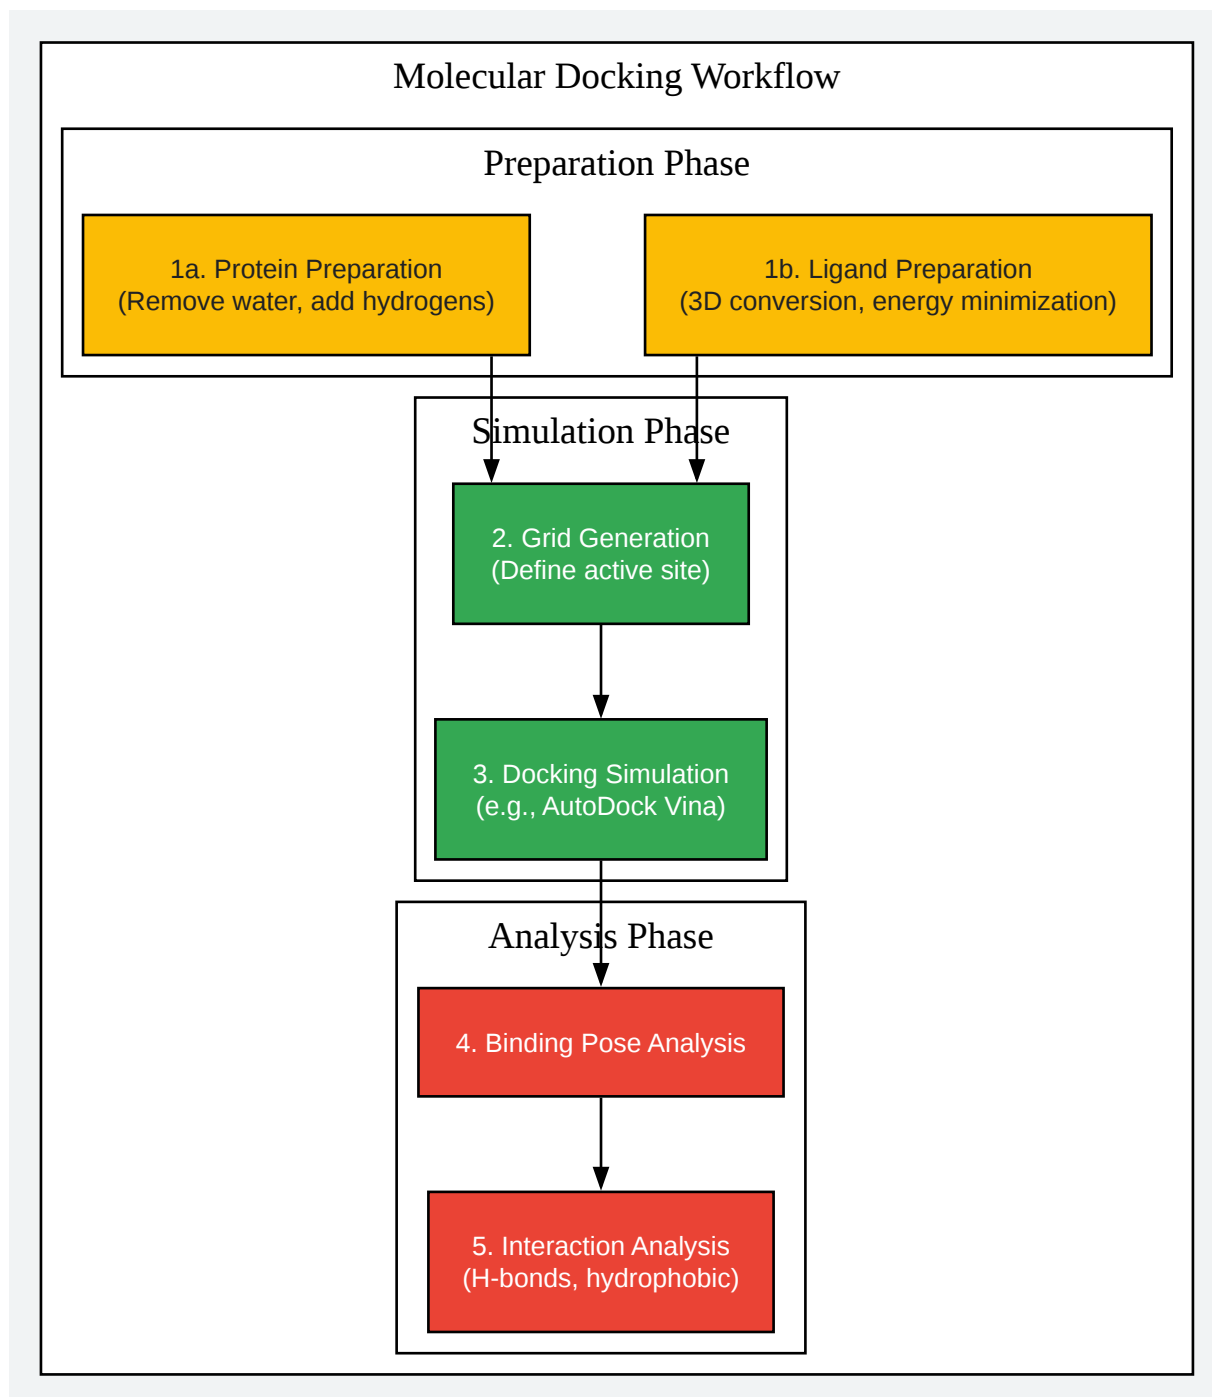 Molecular Docking Workflow
Preparation Phase
1a. Protein Preparation
(Remove water, add hydrogens)
1b. Ligand Preparation
(3D conversion, energy minimization)
Simulation Phase
2. Grid Generation
(Define active site)
3. Docking Simulation
(e.g., AutoDock Vina)
Analysis Phase
4. Binding Pose Analysis
5. Interaction Analysis
(H-bonds, hydrophobic)